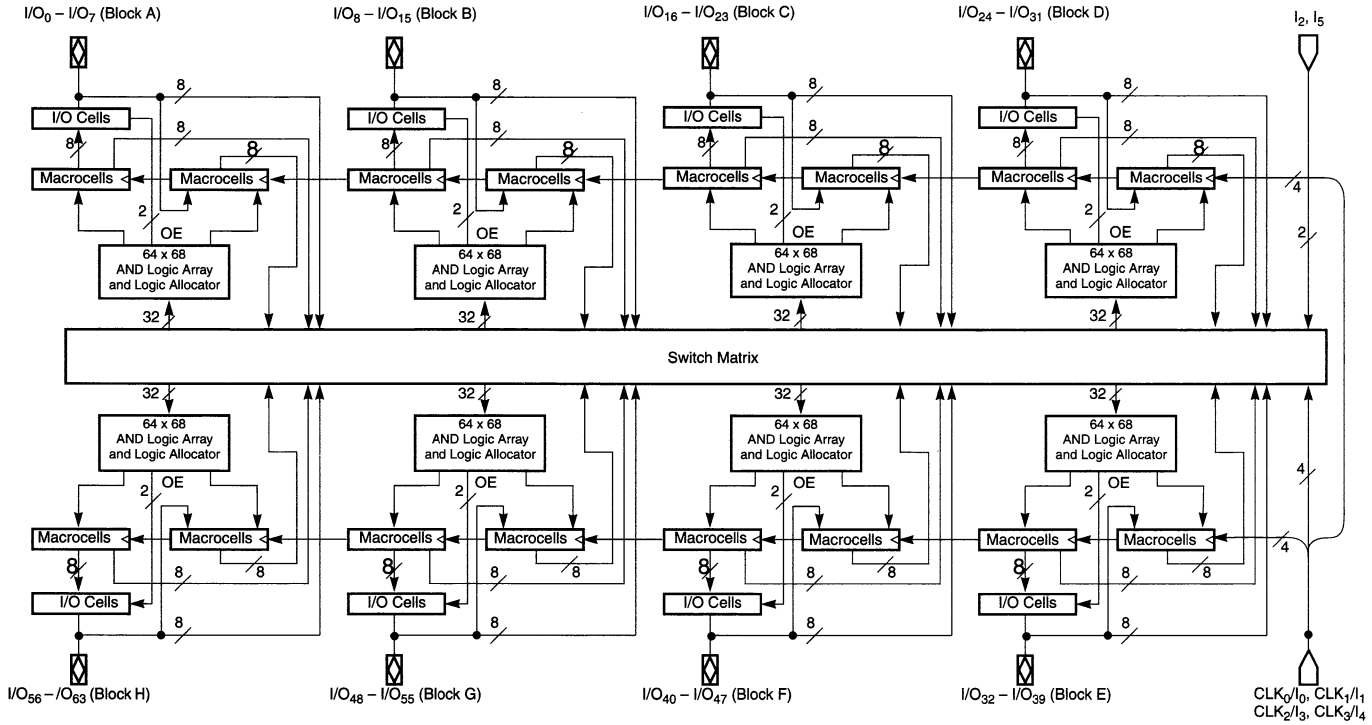 I/O0 – I/O7 (Block A) I/O8 – I/O15 (Block B) I/O16 – I/O23 (Block C) I/O24 – I/O31 (Block D) I2, I5
8 8 8 8
I/O Cells I/O Cells I/O Cells I/O Cells
8 8 8 8
8 8 8 8 8 8 8 8
Macrocells Macrocells Macrocells Macrocells Macrocells Macrocells Macrocells Macrocells 4
2 2 2 2
OE OE OE OE 2
64 x 68 64 x 68 64 x 68 64 x 68
AND Logic Array AND Logic Array AND Logic Array AND Logic Array
and Logic Allocator and Logic Allocator and Logic Allocator and Logic Allocator
32 32 32 32
Switch Matrix
32 32 32 32
64 x 68 64 x 68 64 x 68 64 x 68
AND Logic Array AND Logic Array AND Logic Array AND Logic Array
and Logic Allocator and Logic Allocator and Logic Allocator and Logic Allocator
4
OE OE OE OE
2 2 2 2
Macrocells Macrocells Macrocells Macrocells Macrocells Macrocells Macrocells Macrocells 4
8 8 8 8 8 8 8 8
8 8 8 8
I/O Cells I/O Cells I/O Cells I/O Cells
8 8 8 8
I/O56 – /O63 (Block H) I/O48 – I/O55 (Block G) I/O40 – I/O47 (Block F) I/O32 – I/O39 (Block E) CLK0/I0, CLK1/I1
CLK2/I3, CLK3/I4